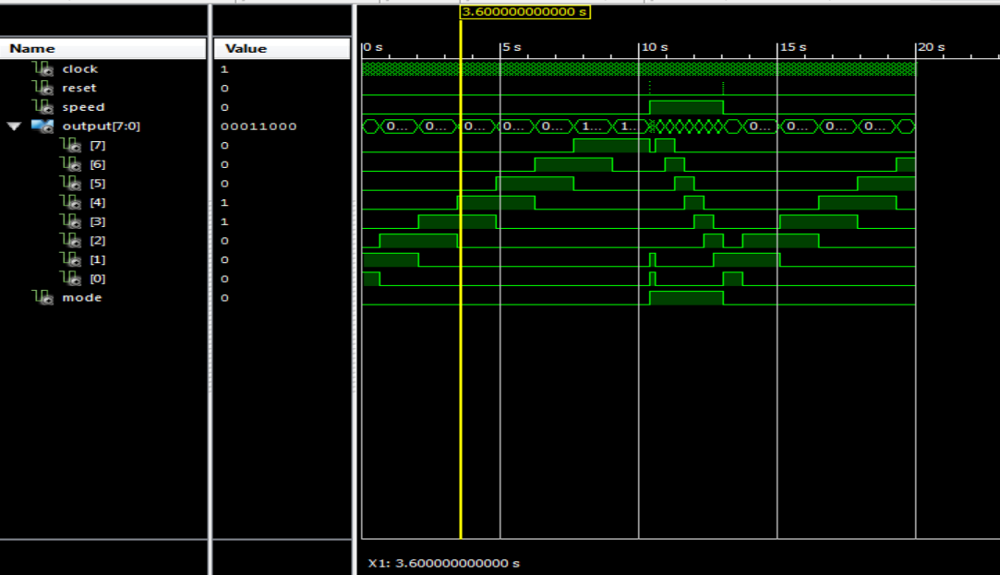 3.600000000000 s
Name Value 0 s 5 s 10 s 15 s 20 s
clock 1
reset 0
speed 0
output[7:0] 00011000 0... 0... 0... 0... 0... 1... 1... 0... 0... 0... 0...
[7] 0
[6] 0
[5] 0
[4] 1
[3] 1
[2] 0
[1] 0
[0] 0
mode 0
X1: 3.600000000000 s